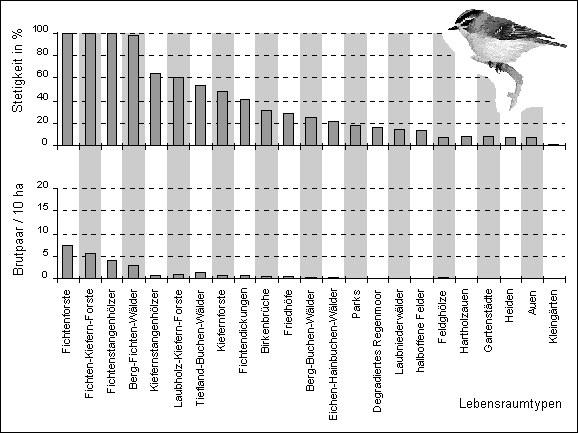 Stetigkeit in %
100
80
60
40
20
0
Brutpaar / 10 ha
20
15
10
5
0
Fichtenforste
Fichten-Kiefern-Forste
Fichtenstangenhölzer
Berg-Fichten-Wälder
Kiefernstangenhölzer
Laubholz-Kiefern-Forste
Tiefland-Buchen-Wälder
Kiefernforste
Fichtendickungen
Birkenbrüche
Friedhöfe
Berg-Buchen-Wälder
Eichen-Hainbuchen-Wälder
Parks
Degradiertes Regenmoor
Laubniederwälder
halboffene Felder
Feldghölze
Hartholzauen
Gartenstädte
Heiden
Auen
Kleingärten
Lebensraumtypen